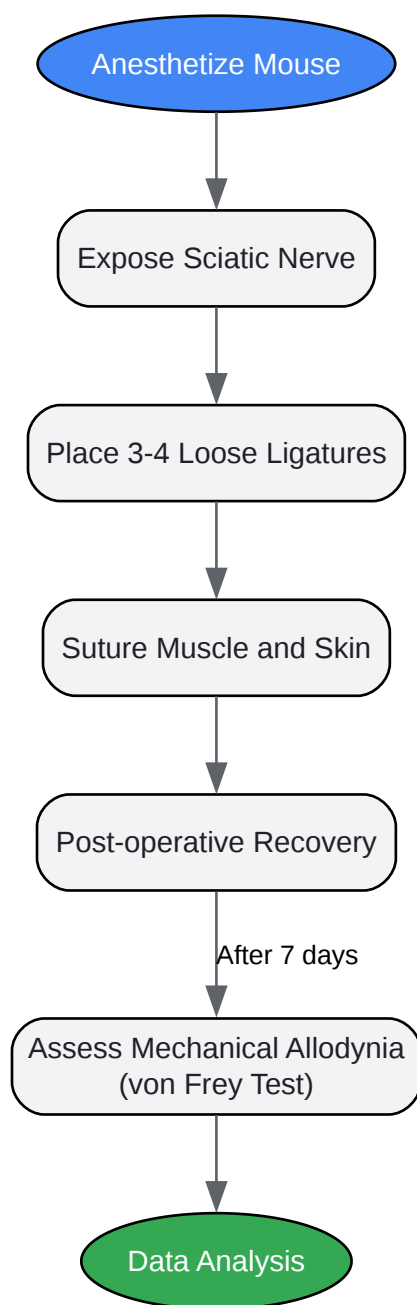 Anesthetize Mouse
Expose Sciatic Nerve
Place 3-4 Loose Ligatures
Suture Muscle and Skin
Post-operative Recovery
After 7 days
Assess Mechanical Allodynia
(von Frey Test)
Data Analysis